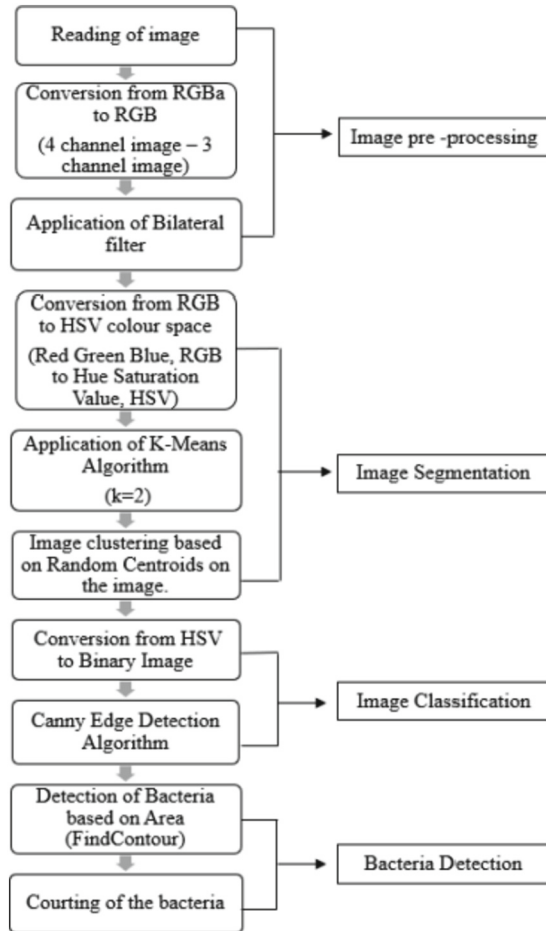 Reading of image
Conversion from RGBa
to RGB
(4 channel image – 3
channel image)
Image pre -processing
Application of Bilateral
filter
Conversion from RGB
to HSV colour space
(Red Green Blue, RGB
to Hue Saturation
Value, HSV)
Application of K-Means
Algorithm
(k=2)
Image Segmentation
Image clustering based
on Random Centroids on
the image.
Conversion from HSV
to Binary Image
Image Classification
Canny Edge Detection
Algorithm
Detection of Bacteria
based on Area
(FindContour)
Bacteria Detection
Courting of the bacteria